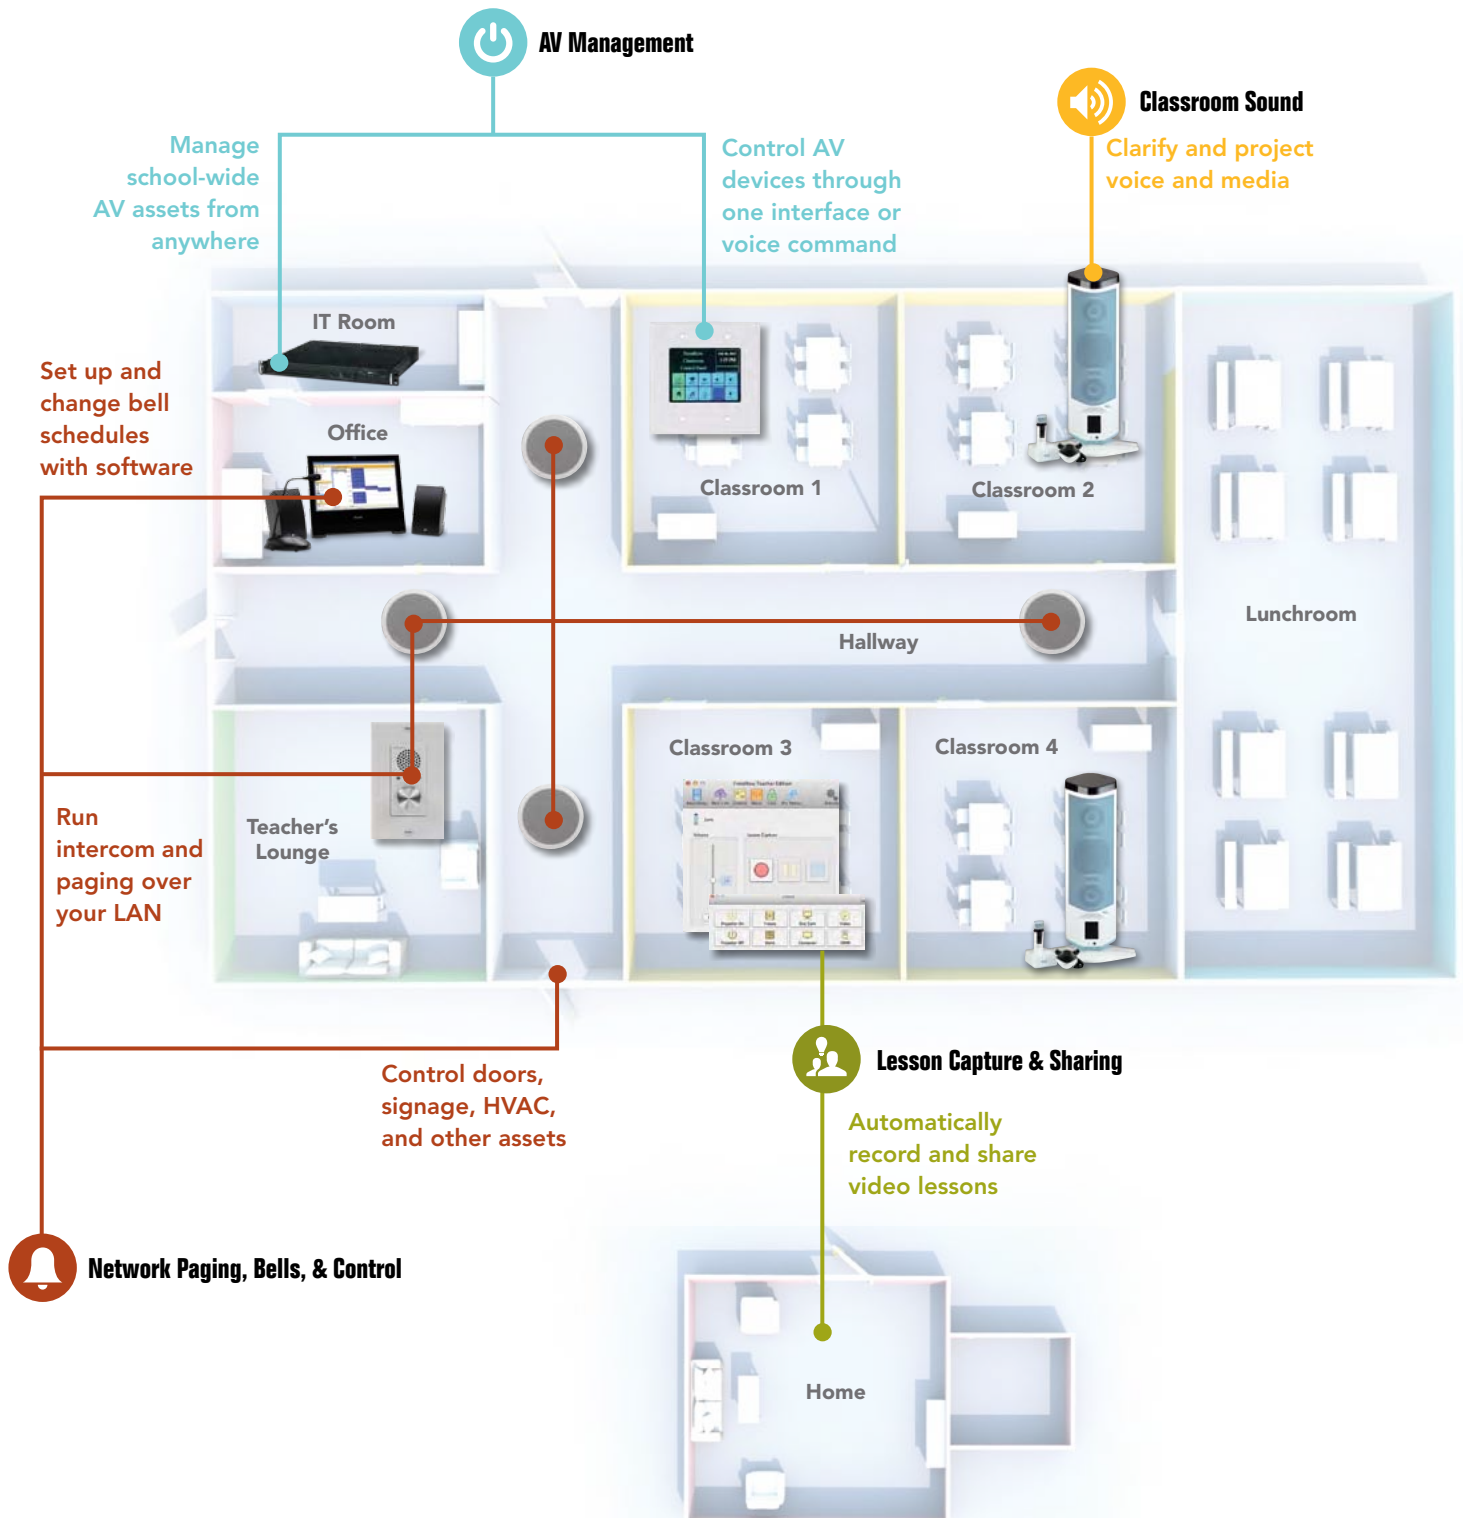 AV Management
Classroom Sound
Manage
school-wide
AV assets from
anywhere
Control AV
devices through
one interface or
voice command
Clarify and project
voice and media
IT Room
Set up and
change bell
schedules
with software
Office
Classroom 1
Classroom 2
Lunchroom
Hallway
Classroom 3
Classroom 4
Teacher's
Lounge
Run
intercom and
paging over
your LAN
Control doors,
signage, HVAC,
and other assets
Lesson Capture & Sharing
Automatically
record and share
video lessons
Network Paging, Bells, & Control
Home